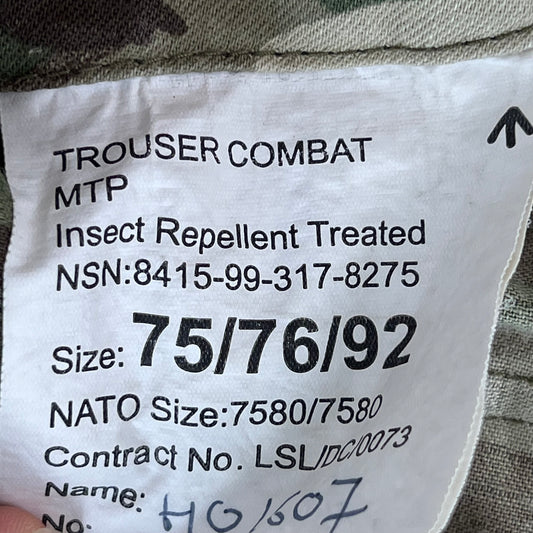 TROUSER COMBAT
MTP
Insect Repellent Treated
NSN:8415-99-317-8275
Size: 75/76/92
NATO Size:7580/7580
Contract No. LSL/DC/0073
Name:
No: